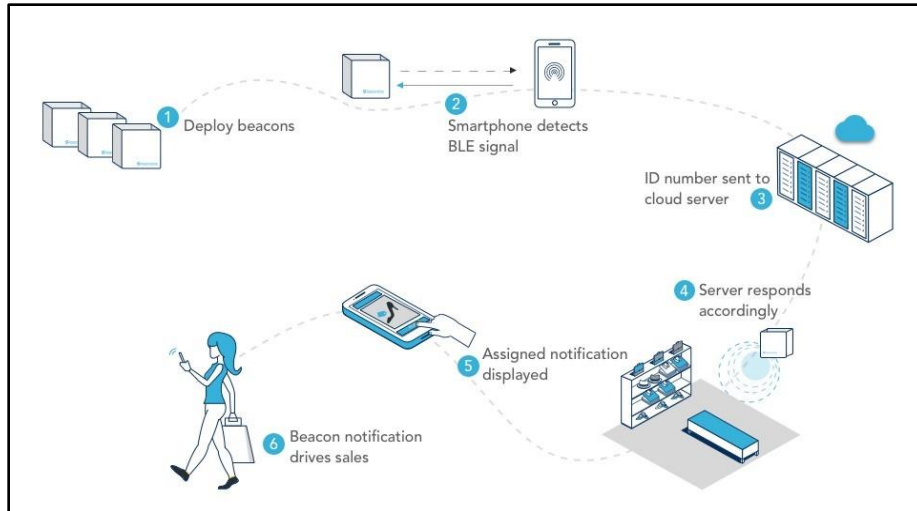 1 Deploy beacons
2
Smartphone detects
BLE signal
ID number sent to
cloud server 3
4 Server responds
accordingly
5 Assigned notification
displayed
6 Beacon notification
drives sales